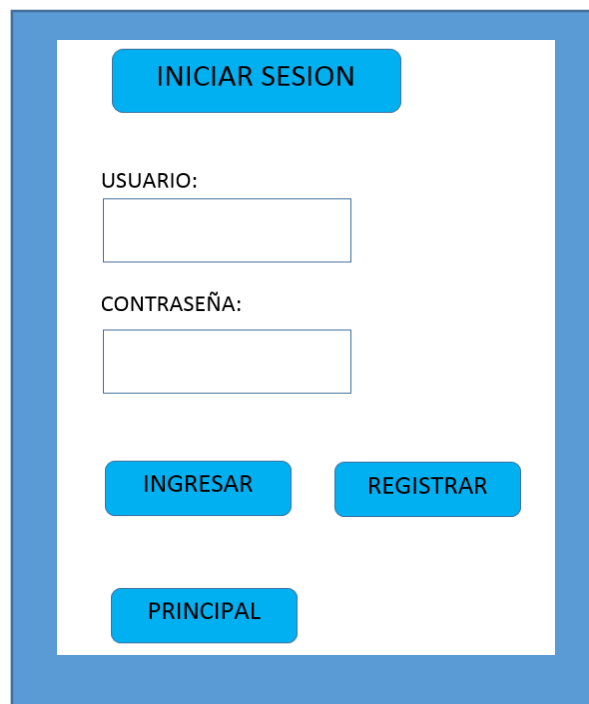 INICIAR SESION
USUARIO:
CONTRASEÑA:
INGRESAR
REGISTRAR
PRINCIPAL